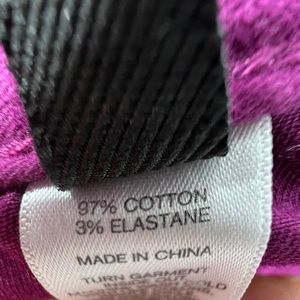 97% COTTON
3% ELASTANE
MADE IN CHINA
TURN GARMENT